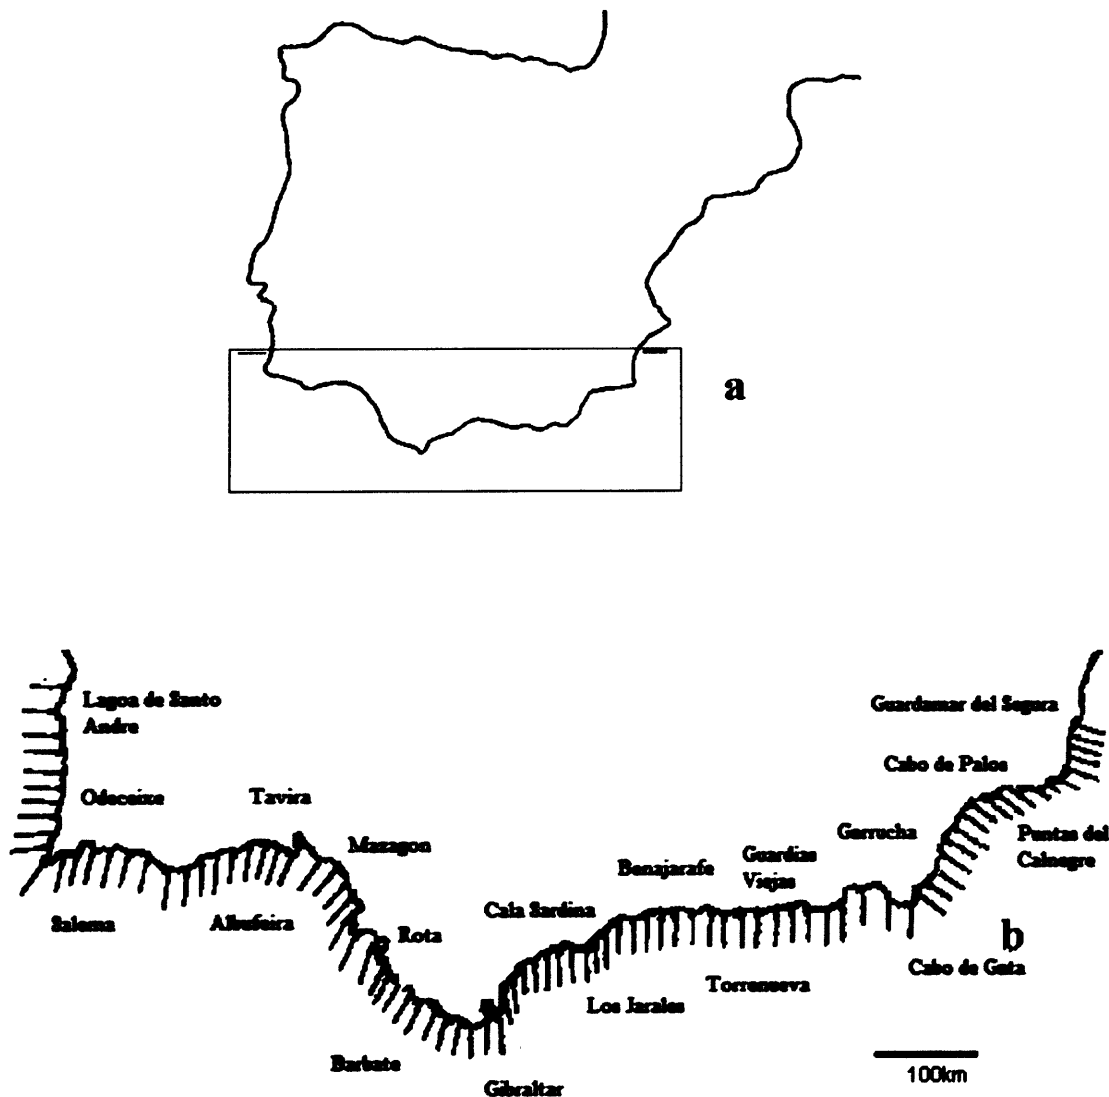 a
Lagoa de Santo
Andre
Guardamar del Segura
Cabo de Palos
Odeceixe
Tavira
Garrucha
Puntas del
Calnegre
Mazagon
Benajarafe
Guardias
Viejas
Salema
Albufeira
Cala Sardina
Rota
b
Cabo de Gata
Torrenueva
Los Jarales
Barbate
Gibraltar
100km